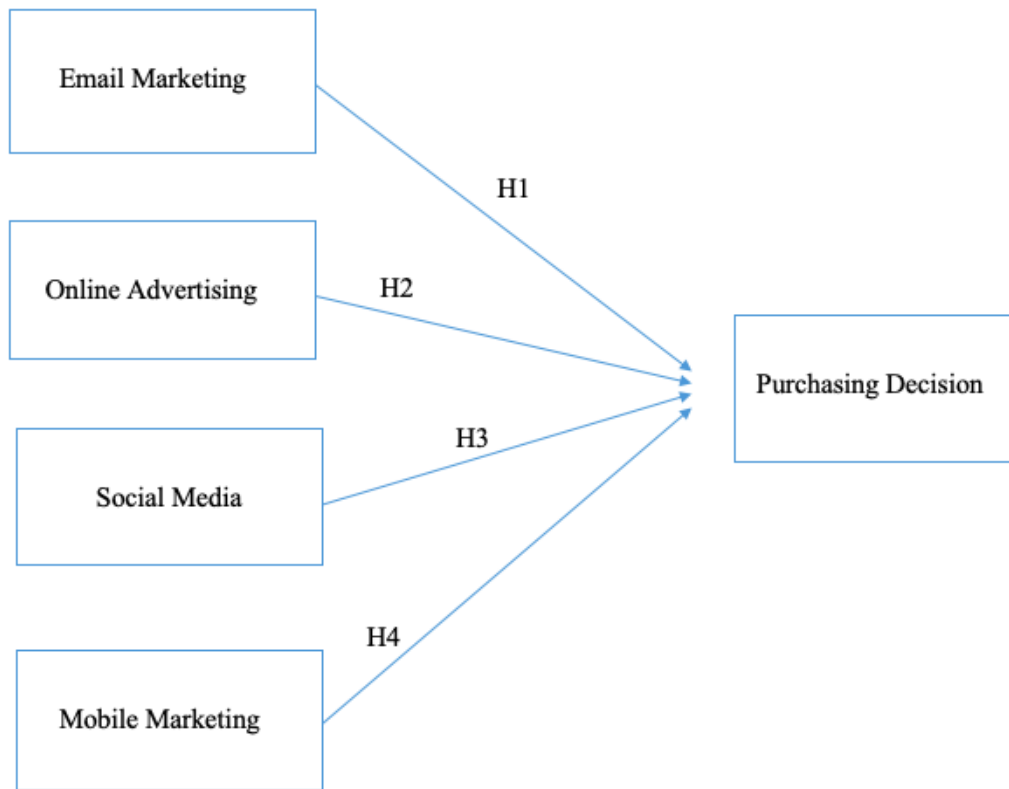 Email Marketing
H1
Online Advertising
H2
Purchasing Decision
H3
Social Media
H4
Mobile Marketing